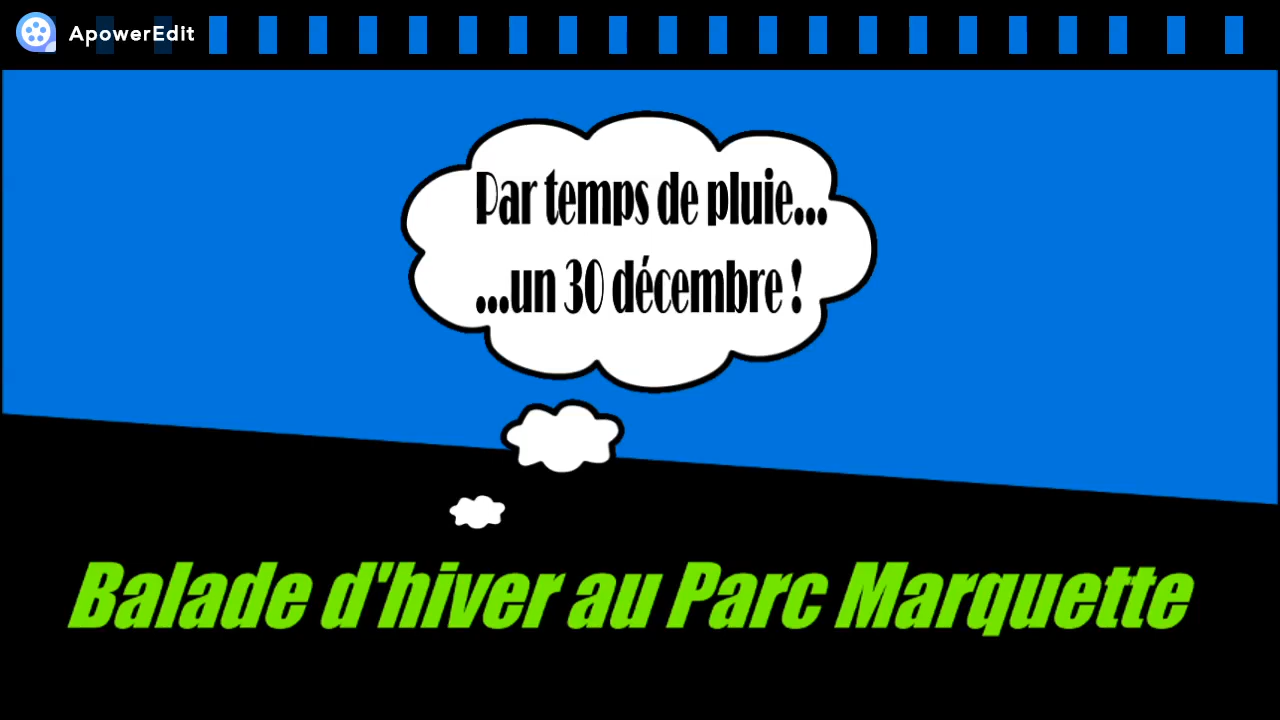 ApowerEdit
Par temps de pluie...
...un 30 décembre !
Balade d'hiver au Parc Marquette